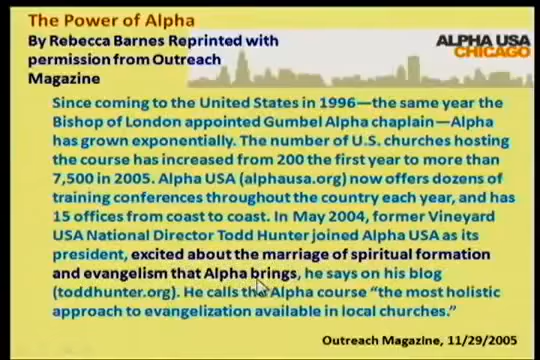 The Power of Alpha
By Rebecca Barnes Reprinted with
permission from Outreach
Magazine
ALPHA USA
CHICAGO
Since coming to the United States in 1996—the same year the
Bishop of London appointed Gumbel Alpha chaplain—Alpha
has grown exponentially. The number of U.S. churches hosting
the course has increased from 200 the first year to more than
7,500 in 2005. Alpha USA (alphausa.org) now offers dozens of
training conferences throughout the country each year, and has
15 offices from coast to coast. In May 2004, former Vineyard
USA National Director Todd Hunter joined Alpha USA as its
president, excited about the marriage of spiritual formation
and evangelism that Alpha brings, he says on his blog
(toddhunter.org). He calls the Alpha course “the most holistic
approach to evangelization available in local churches.”
Outreach Magazine, 11/29/2005